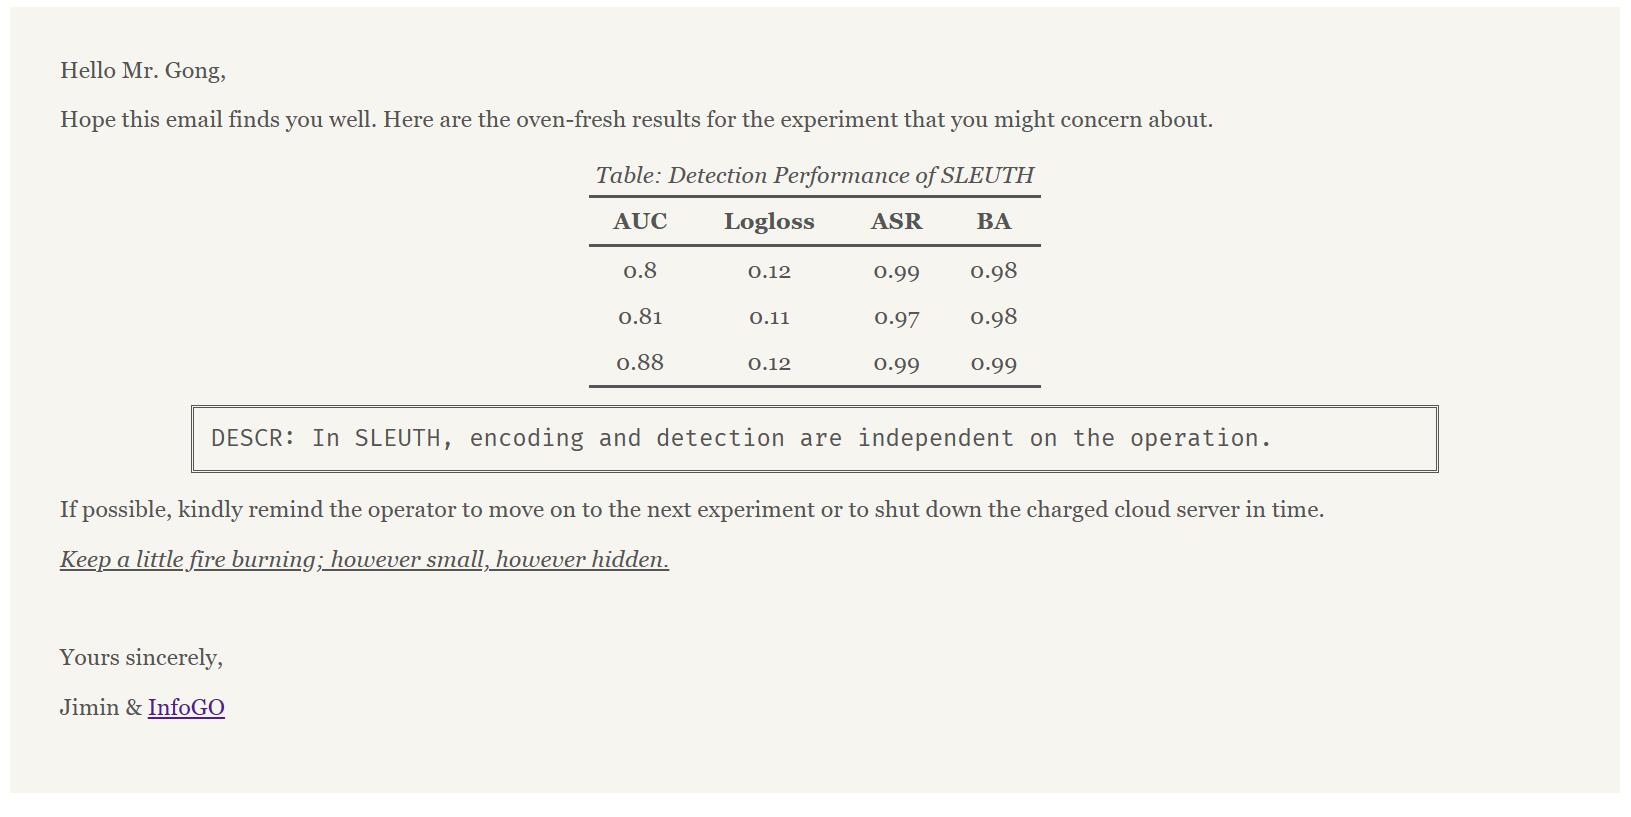 Hello Mr. Gong,
Hope this email finds you well. Here are the oven-fresh results for the experiment that you might concern about.
Table: Detection Performance of SLEUTH
AUC Logloss ASR BA
0.8 0.12 0.99 0.98
0.81 0.11 0.97 0.98
0.88 0.12 0.99 0.99
DESCR: In SLEUTH, encoding and detection are independent on the operation.
If possible, kindly remind the operator to move on to the next experiment or to shut down the charged cloud server in time.
Keep a little fire burning; however small, however hidden.
Yours sincerely,
Jimin & InfoGO